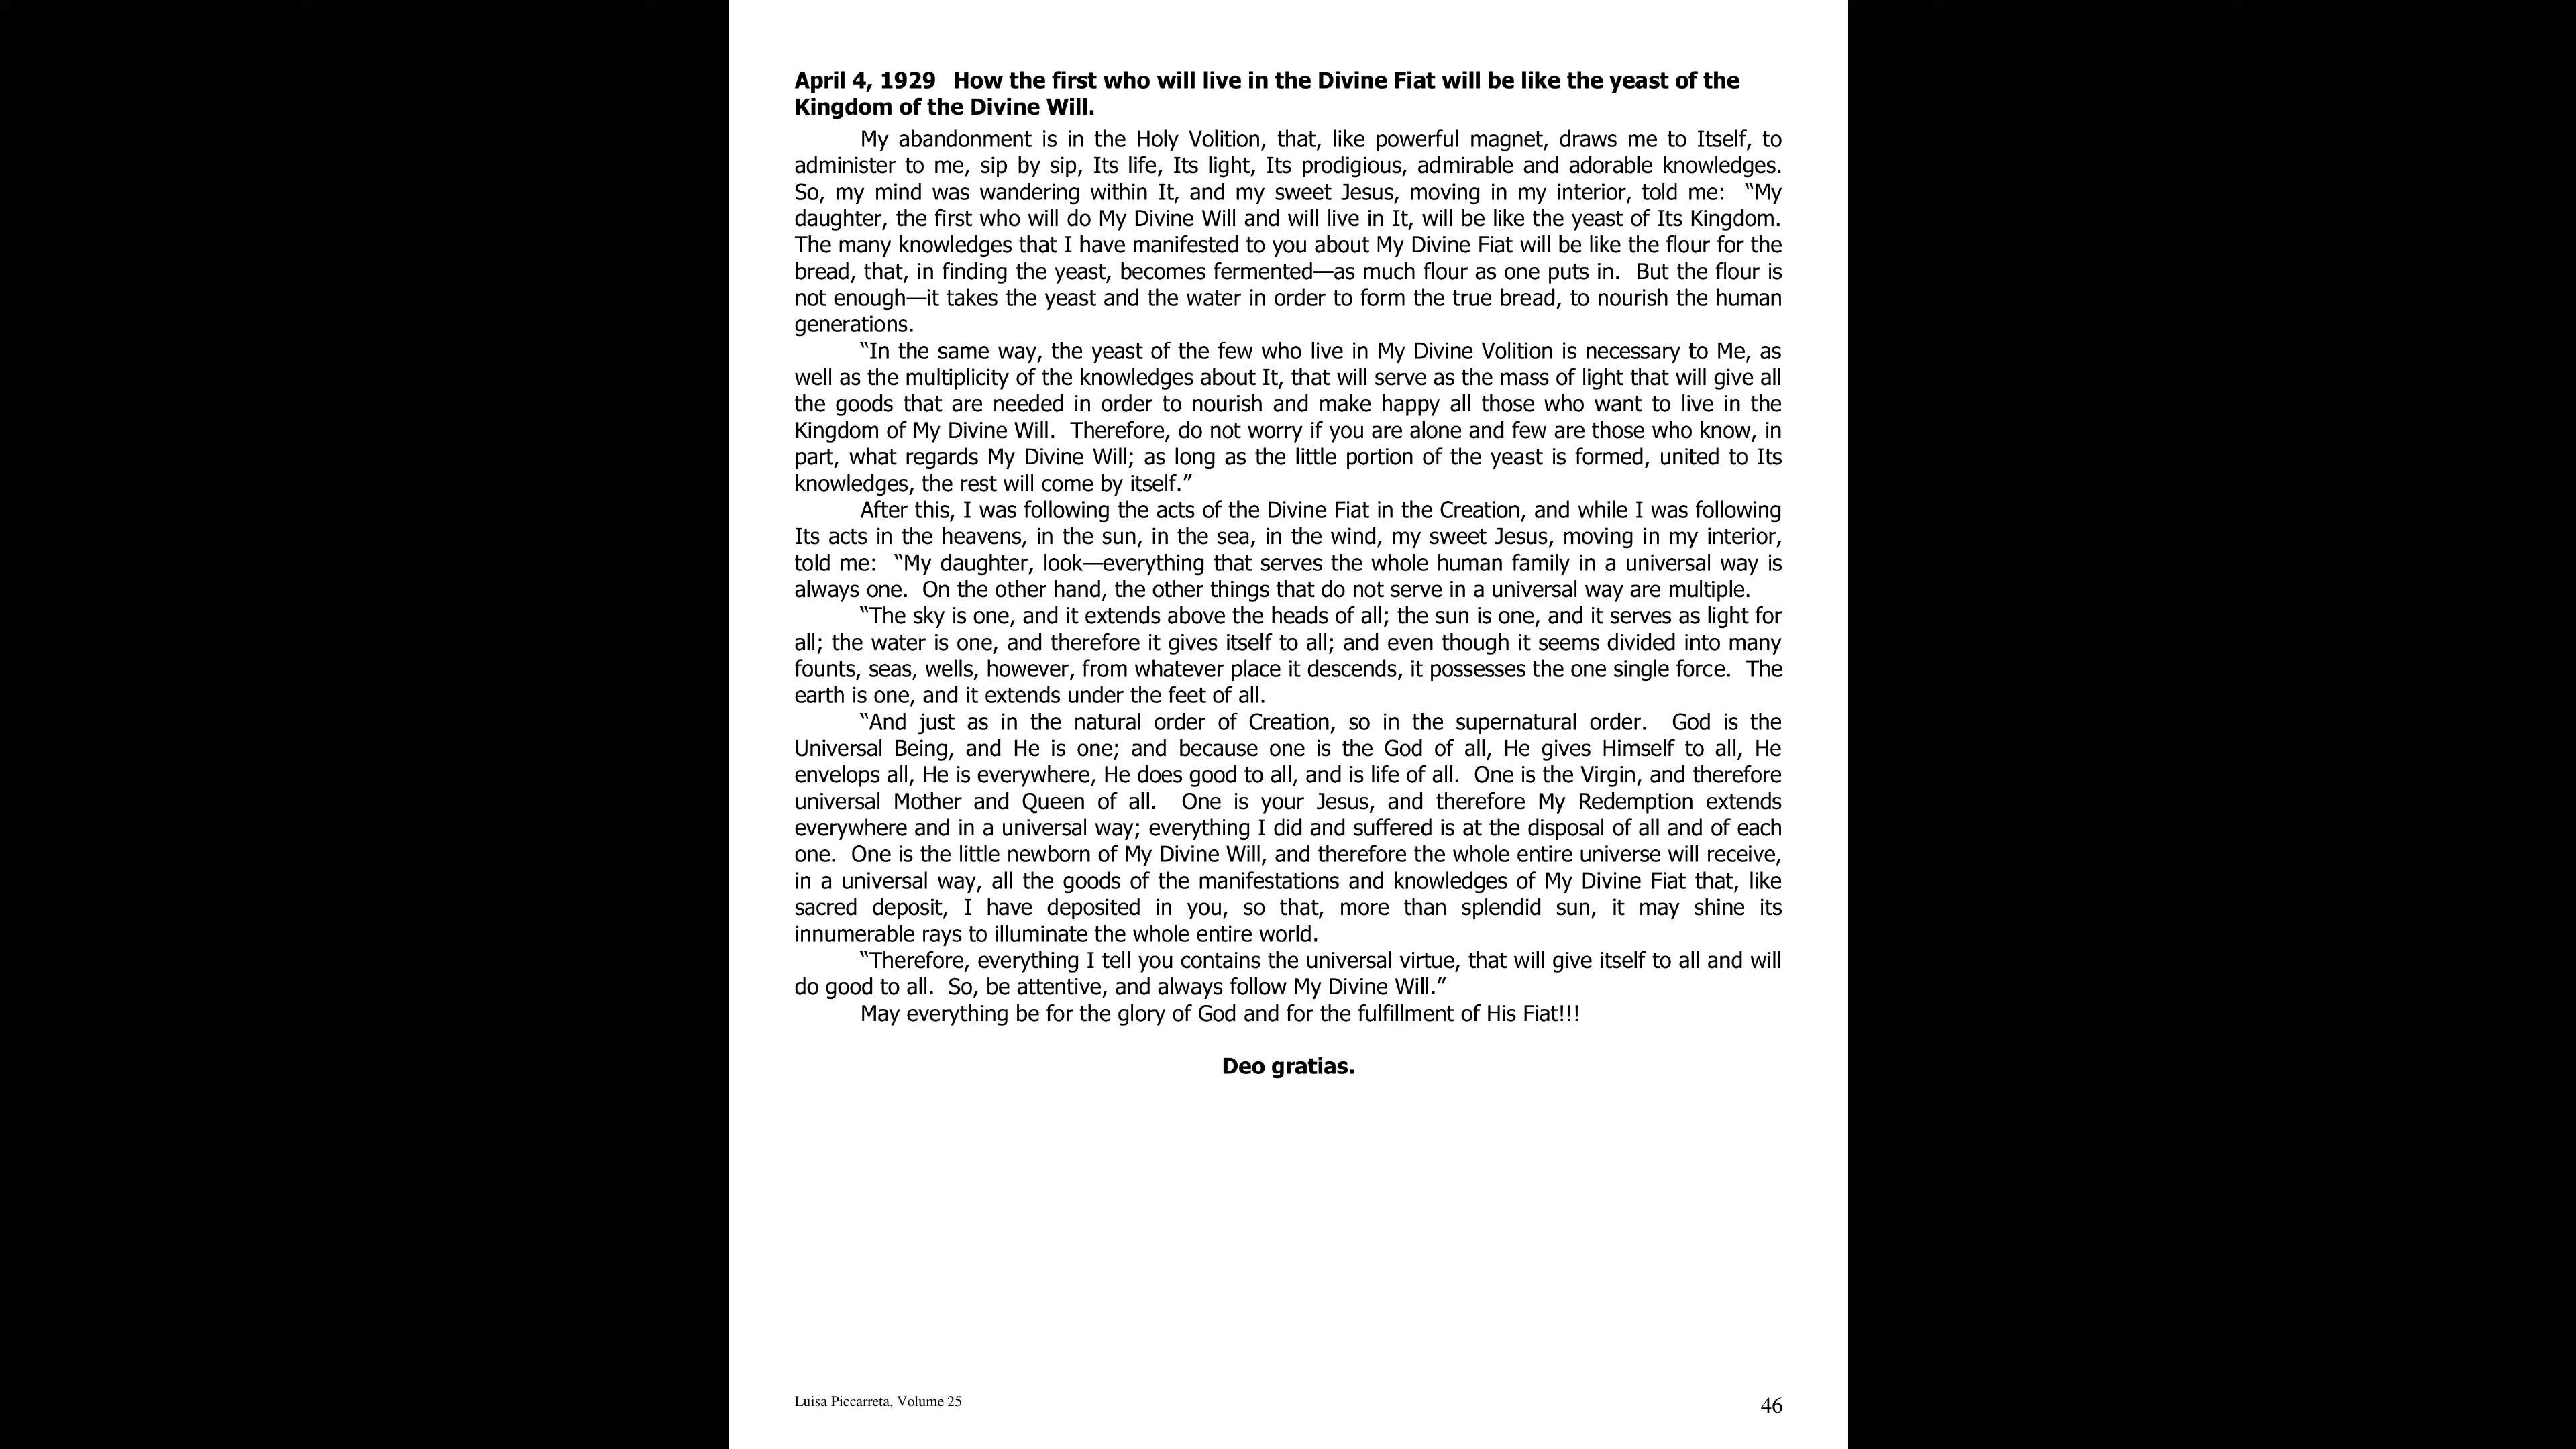 April 4, 1929   How the first who will live in the Divine Fiat will be like the yeast of the
Kingdom of the Divine Will.
My abandonment is in the Holy Volition, that, like powerful magnet, draws me to Itself, to
administer to me, sip by sip, Its life, Its light, Its prodigious, admirable and adorable knowledges.
So, my mind was wandering within It, and my sweet Jesus, moving in my interior, told me:  “My
daughter, the first who will do My Divine Will and will live in It, will be like the yeast of Its Kingdom.
The many knowledges that I have manifested to you about My Divine Fiat will be like the flour for the
bread, that, in finding the yeast, becomes fermented—as much flour as one puts in.  But the flour is
not enough—it takes the yeast and the water in order to form the true bread, to nourish the human
generations.
“In the same way, the yeast of the few who live in My Divine Volition is necessary to Me, as
well as the multiplicity of the knowledges about It, that will serve as the mass of light that will give all
the goods that are needed in order to nourish and make happy all those who want to live in the
Kingdom of My Divine Will.  Therefore, do not worry if you are alone and few are those who know, in
part, what regards My Divine Will; as long as the little portion of the yeast is formed, united to Its
knowledges, the rest will come by itself.”
After this, I was following the acts of the Divine Fiat in the Creation, and while I was following
Its acts in the heavens, in the sun, in the sea, in the wind, my sweet Jesus, moving in my interior,
told me:  “My daughter, look—everything that serves the whole human family in a universal way is
always one.  On the other hand, the other things that do not serve in a universal way are multiple.
“The sky is one, and it extends above the heads of all; the sun is one, and it serves as light for
all; the water is one, and therefore it gives itself to all; and even though it seems divided into many
founts, seas, wells, however, from whatever place it descends, it possesses the one single force.  The
earth is one, and it extends under the feet of all.
“And just as in the natural order of Creation, so in the supernatural order.  God is the
Universal Being, and He is one; and because one is the God of all, He gives Himself to all, He
envelops all, He is everywhere, He does good to all, and is life of all.  One is the Virgin, and therefore
universal Mother and Queen of all.  One is your Jesus, and therefore My Redemption extends
everywhere and in a universal way; everything I did and suffered is at the disposal of all and of each
one.  One is the little newborn of My Divine Will, and therefore the whole entire universe will receive,
in a universal way, all the goods of the manifestations and knowledges of My Divine Fiat that, like
sacred deposit, I have deposited in you, so that, more than splendid sun, it may shine its
innumerable rays to illuminate the whole entire world.
“Therefore, everything I tell you contains the universal virtue, that will give itself to all and will
do good to all.  So, be attentive, and always follow My Divine Will.”
May everything be for the glory of God and for the fulfillment of His Fiat!!!
Deo gratias.
Luisa Piccarreta, Volume 25
46